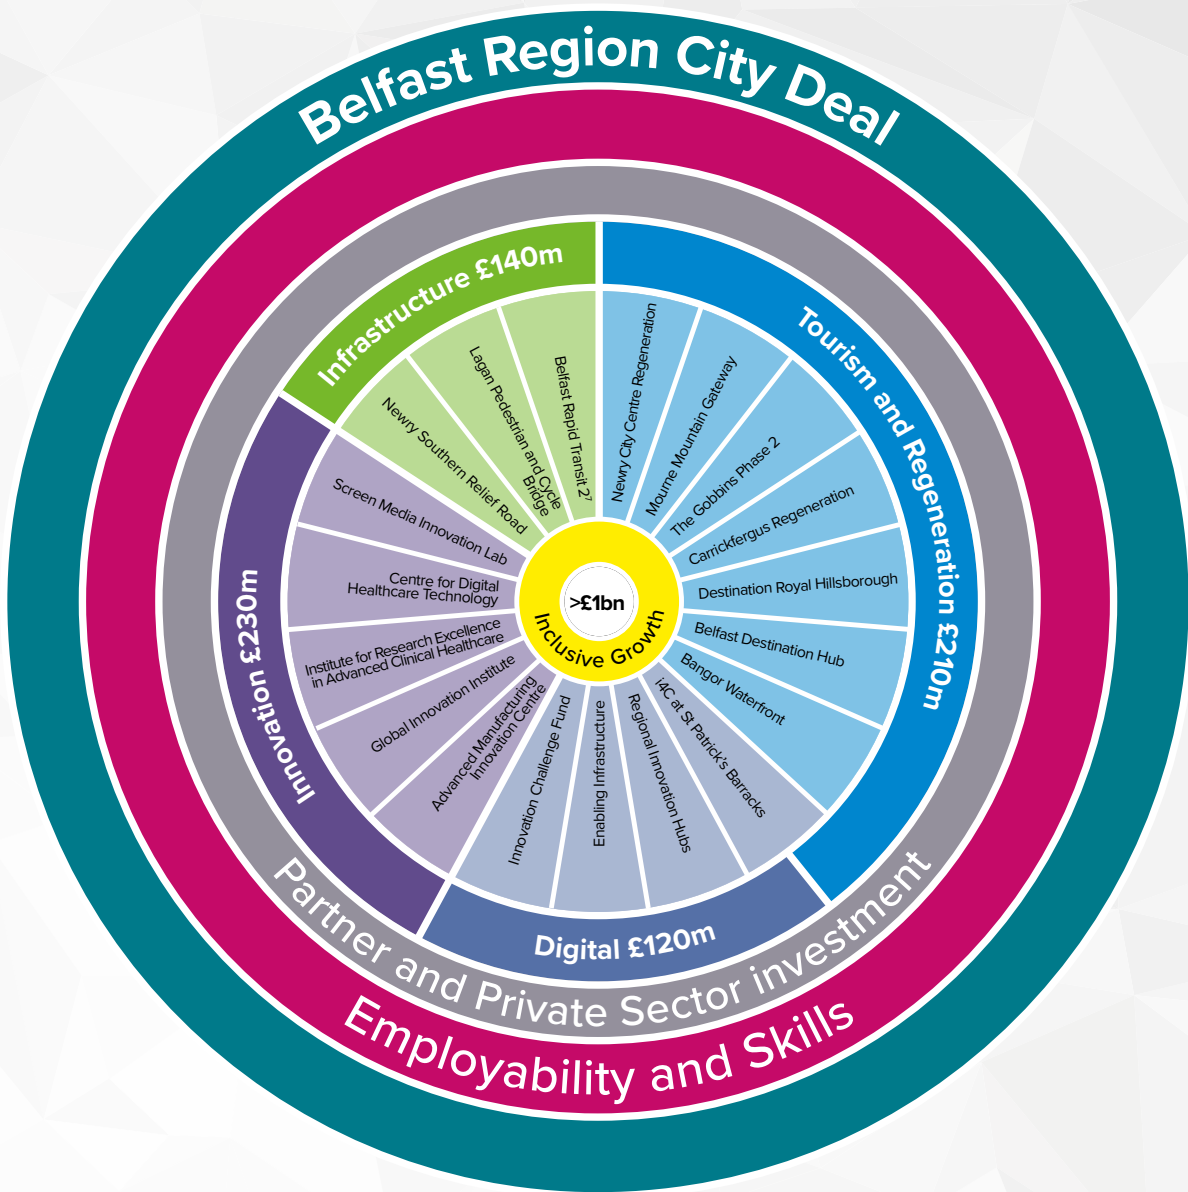 Belfast Region City Deal
Infrastructure £140m
Tourism and Regeneration £210m
Newry City Centre Regeneration
Mourne Mountain Gateway
The Gobbins Phase 2
Carrickfergus Regeneration
Destination Royal Hillsborough
Belfast Destination Hub
Bangor Waterfront
Digital £120m
i4C at St Patrick's Barracks
Regional Innovation Hubs
Enabling Infrastructure
Innovation Challenge Fund
Innovation £230m
Advanced Manufacturing
Innovation Centre
Global Innovation Institute
Institute for Research Excellence
in Advanced Clinical Healthcare
Centre for Digital
Healthcare Technology
Screen Media Innovation Lab
Newry Southern Relief Road
Lagan Pedestrian and Cycle
Bridge
Belfast Rapid Transit 2⁷
>£1bn
Inclusive Growth
Partner and Private Sector investment
Employability and Skills